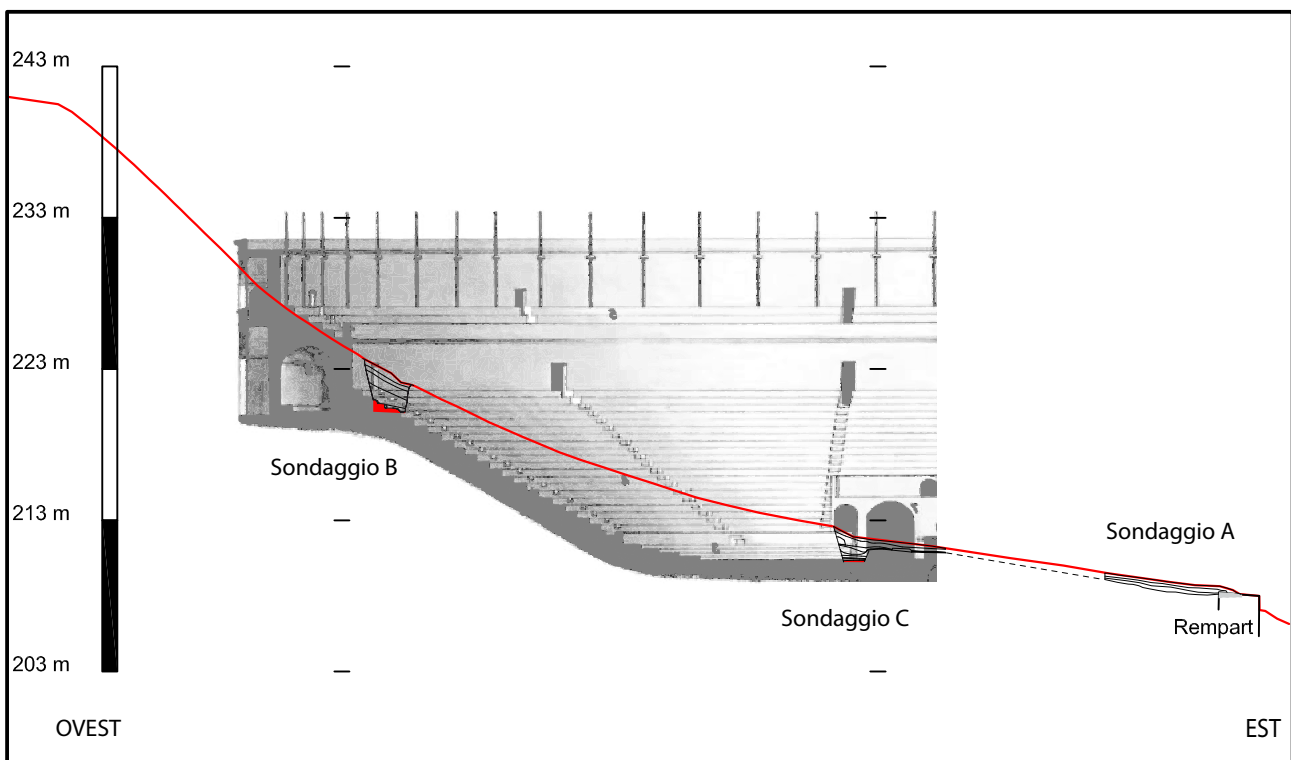 243 m
233 m
223 m
Sondaggio B
213 m
Sondaggio A
Sondaggio C
Rempart
203 m
OVEST
EST